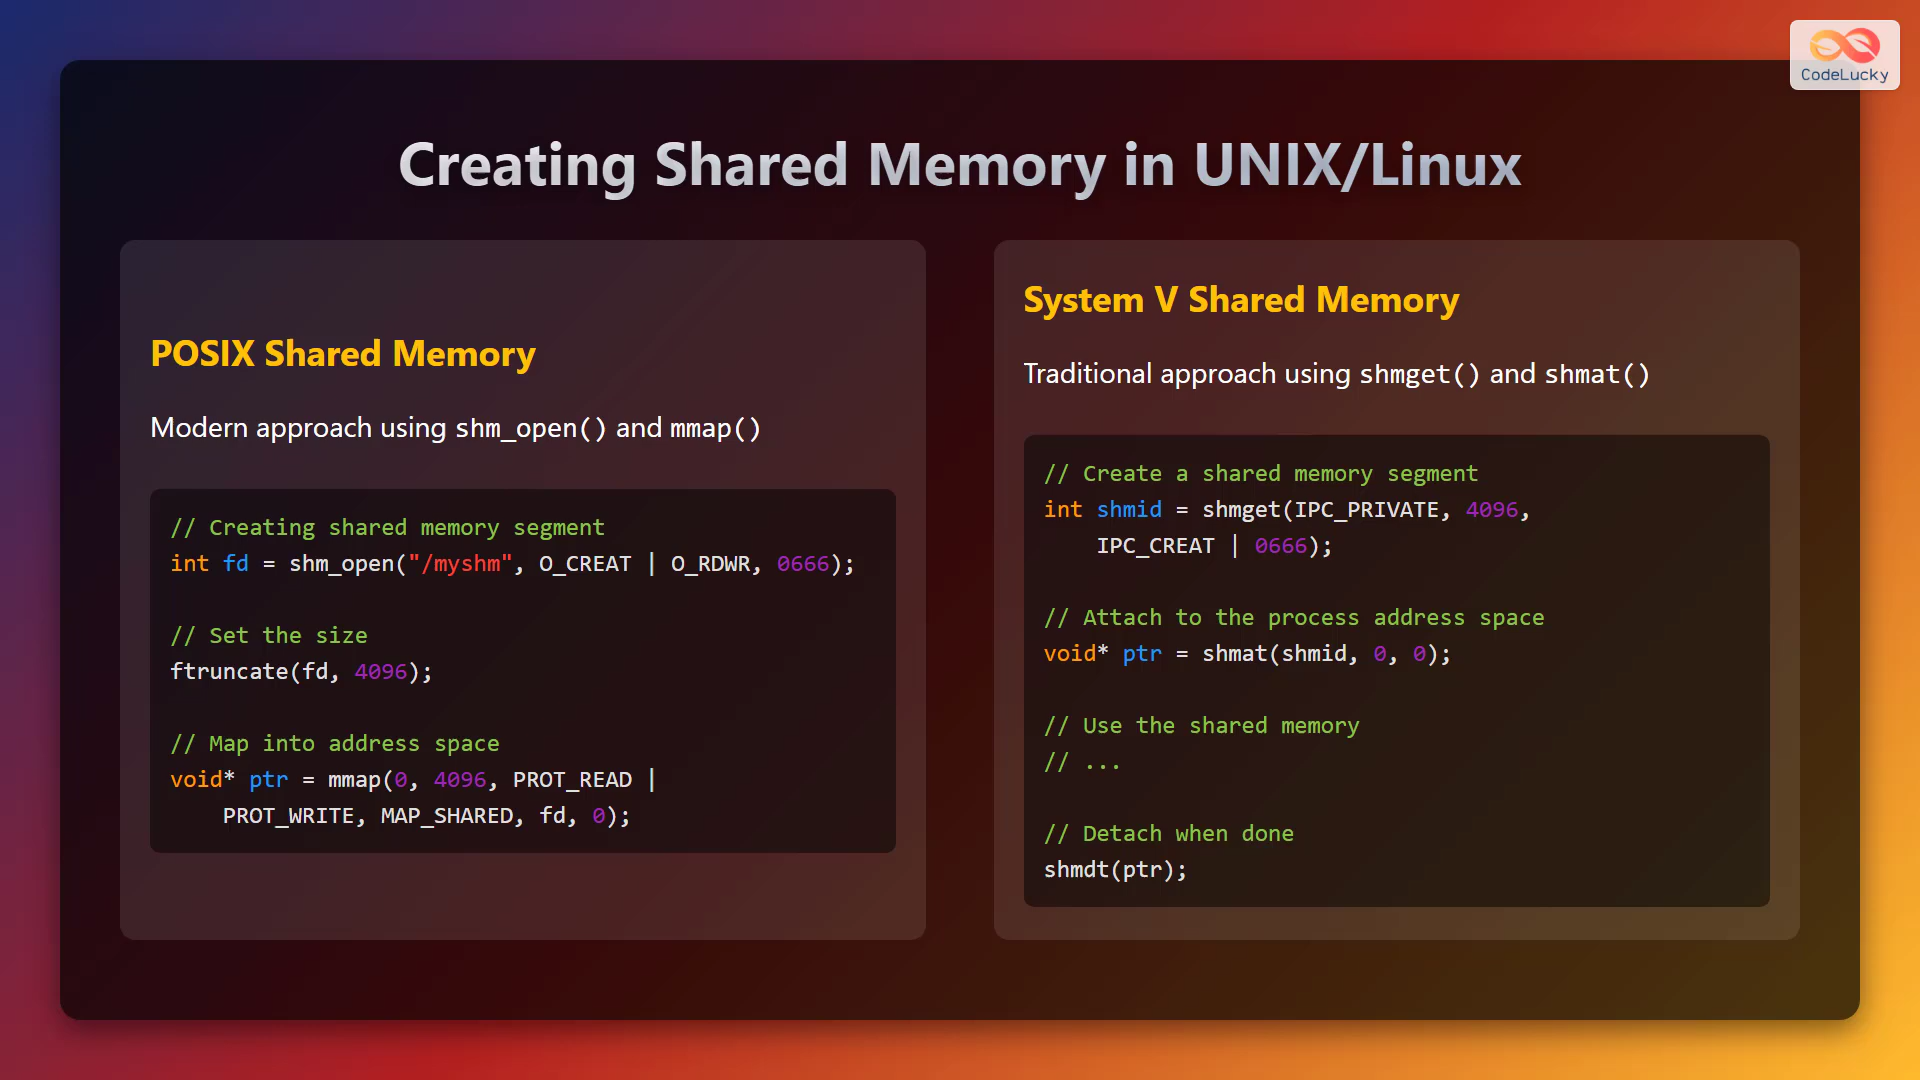 CodeLucky
Creating Shared Memory in UNIX/Linux
POSIX Shared Memory
Modern approach using shm_open() and mmap()
// Creating shared memory segment
int fd = shm_open("/myshm", O_CREAT | O_RDWR, 0666);
// Set the size
ftruncate(fd, 4096);
// Map into address space
void* ptr = mmap(0, 4096, PROT_READ |
    PROT_WRITE, MAP_SHARED, fd, 0);
System V Shared Memory
Traditional approach using shmget() and shmat()
// Create a shared memory segment
int shmid = shmget(IPC_PRIVATE, 4096,
    IPC_CREAT | 0666);
// Attach to the process address space
void* ptr = shmat(shmid, 0, 0);
// Use the shared memory
// ...
// Detach when done
shmdt(ptr);